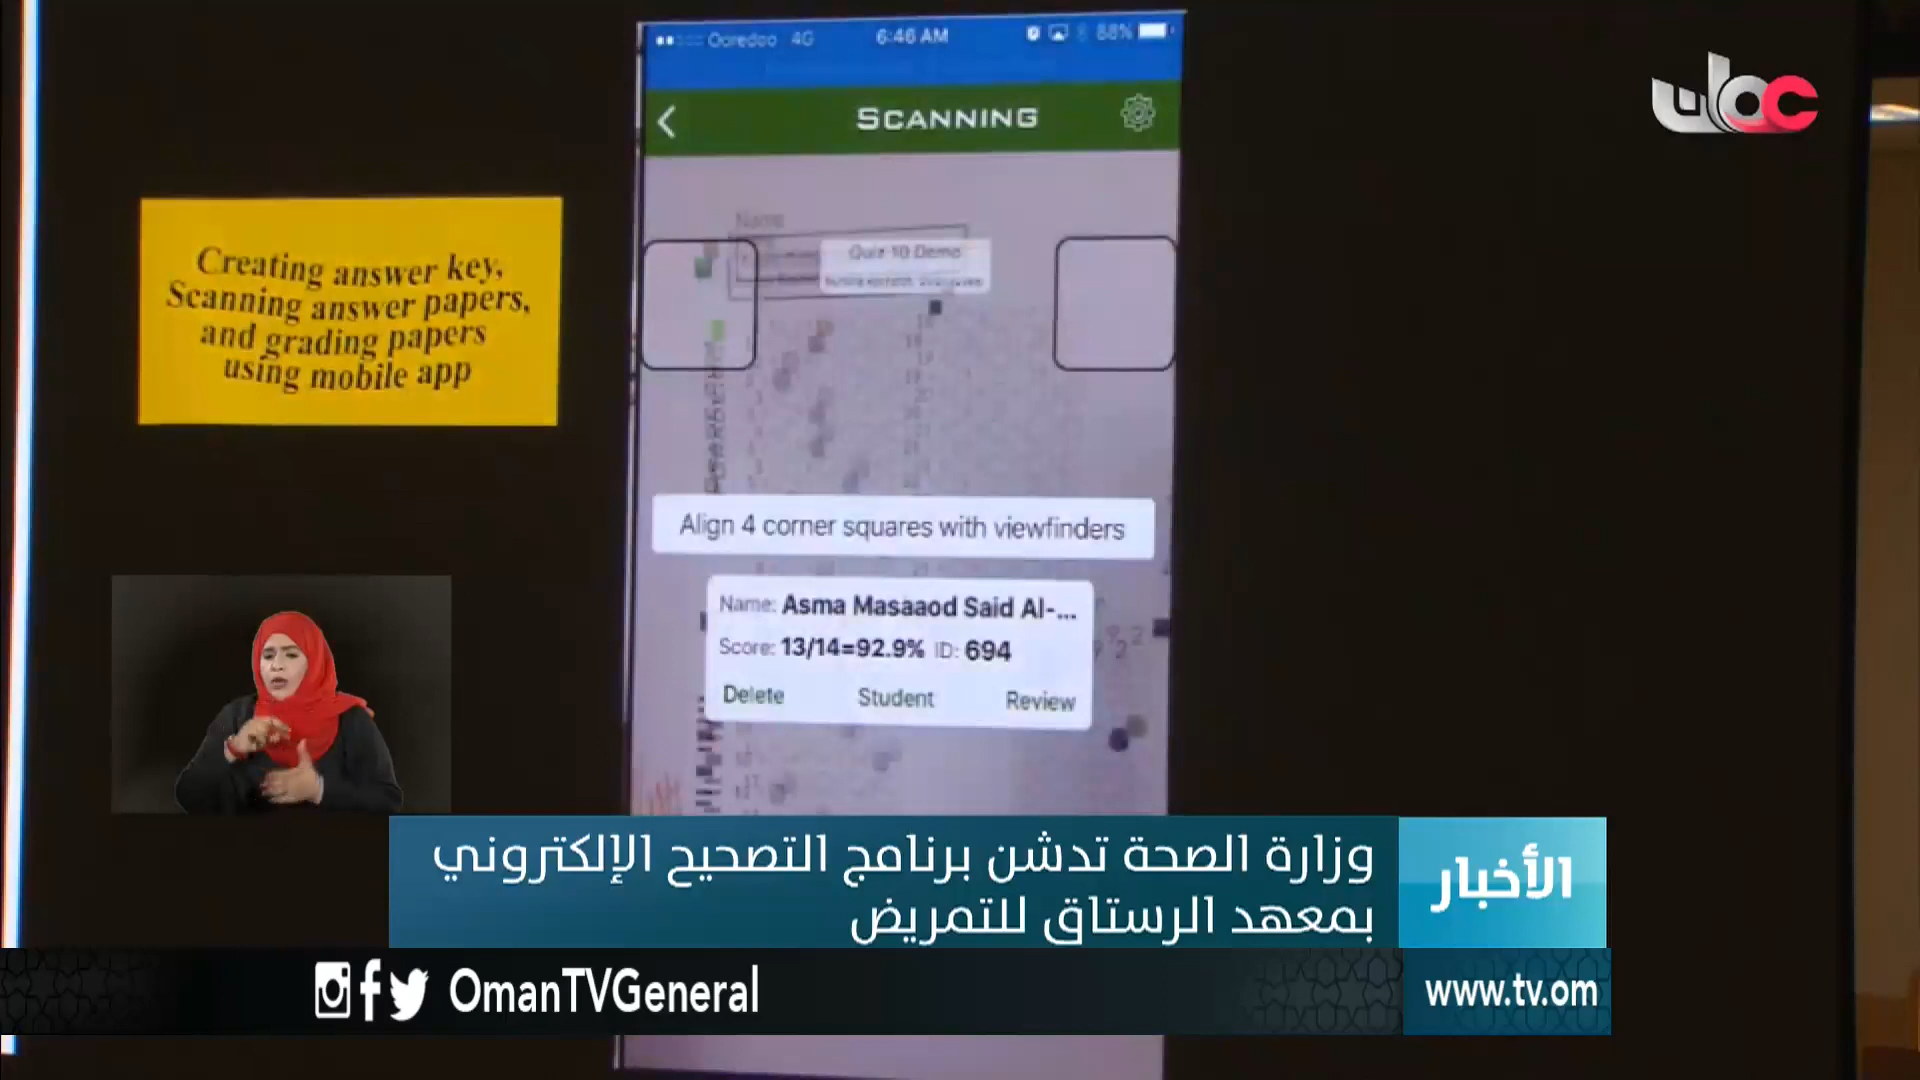 Ooredoo 4G 6:46 AM 88%
SCANNING
عمان
Creating answer key,
Scanning answer papers,
and grading papers
using mobile app
Name
Quiz 10 Demo
Align 4 corner squares with viewfinders
Name: Asma Masaaod Said Al-...
Score: 13/14=92.9% ID: 694
Delete Student Review
الأخبار
وزارة الصحة تدشن برنامج التصحيح الإلكتروني
بمعهد الرستاق للتمريض
OmanTVGeneral
www.tv.om